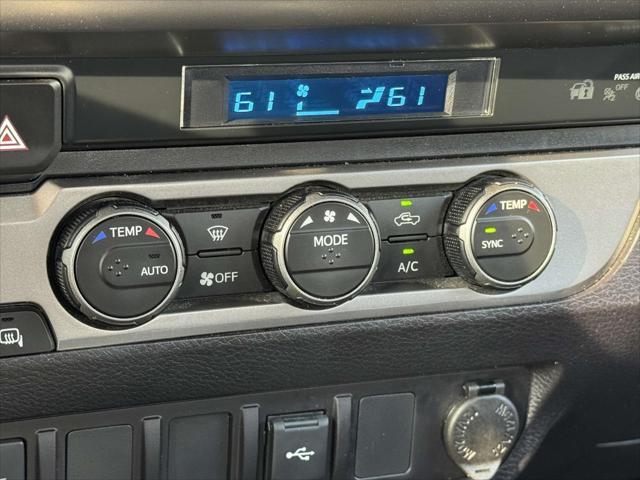 PASS AIR
OFF
61 61
TEMP
AUTO
OFF
MODE
A/C
TEMP
SYNC